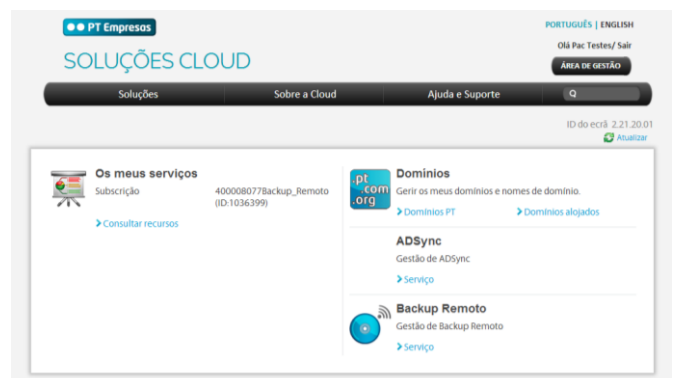 PT Empresas
PORTUGUÊS | ENGLISH
Olá Pac Testes/ Sair
SOLUÇÕES CLOUD
ÁREA DE GESTÃO
Soluções
Sobre a Cloud
Ajuda e Suporte
ID do ecrã 2.21.20.01
Atualizar
Os meus serviços
Subscrição
400008077Backup_Remoto
(ID:1036399)
Consultar recursos
.pt
.com
.org
Domínios
Gerir os meus domínios e nomes de domínio.
Domínios PT
Domínios alojados
ADSync
Gestão de ADSync
Serviço
Backup Remoto
Gestão de Backup Remoto
Serviço